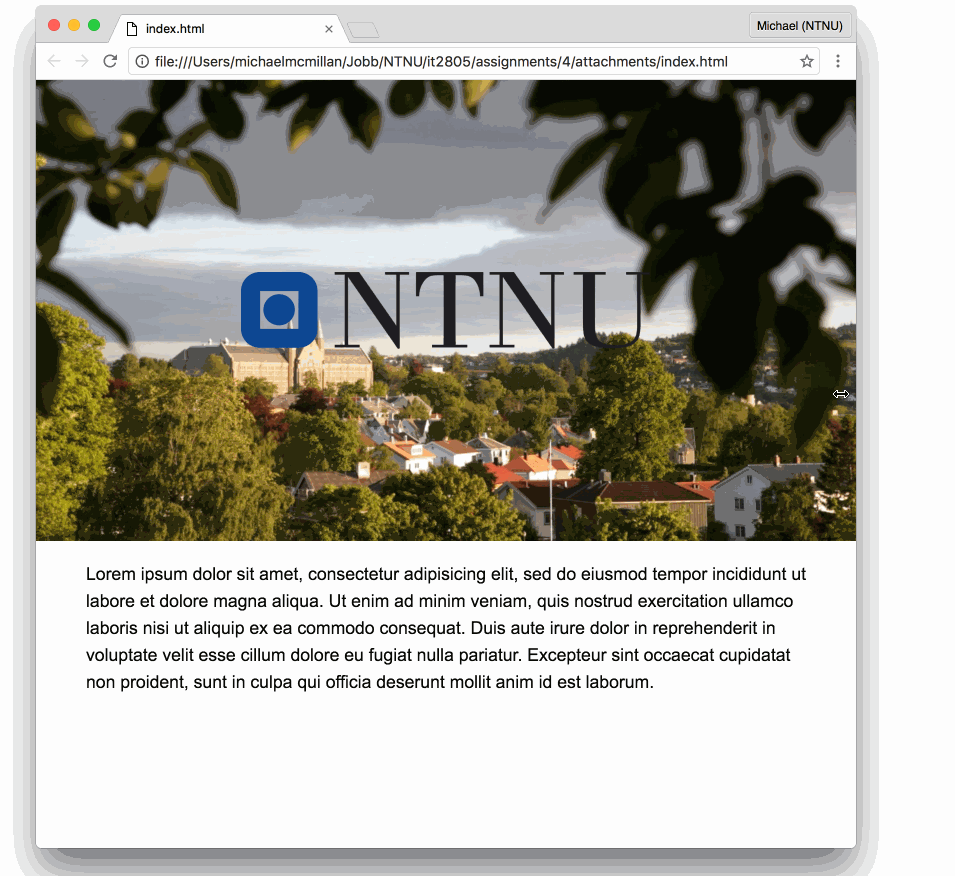 index.html
Michael (NTNU)
file:///Users/michaelmcmillan/Jobb/NTNU/it2805/assignments/4/attachments/index.html
NTNU
Lorem ipsum dolor sit amet, consectetur adipisicing elit, sed do eiusmod tempor incididunt ut
labore et dolore magna aliqua. Ut enim ad minim veniam, quis nostrud exercitation ullamco
laboris nisi ut aliquip ex ea commodo consequat. Duis aute irure dolor in reprehenderit in
voluptate velit esse cillum dolore eu fugiat nulla pariatur. Excepteur sint occaecat cupidatat
non proident, sunt in culpa qui officia deserunt mollit anim id est laborum.